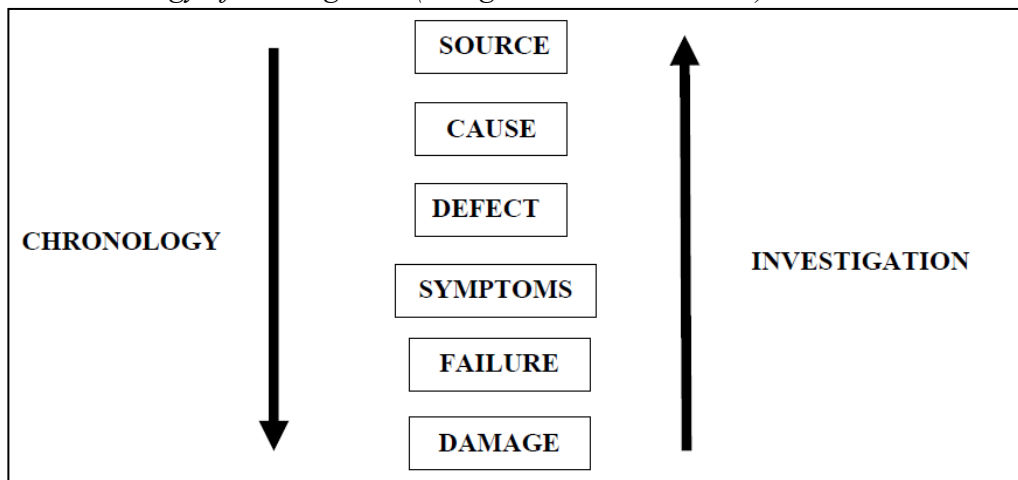 SOURCE
CAUSE
DEFECT
CHRONOLOGY
INVESTIGATION
SYMPTOMS
FAILURE
DAMAGE